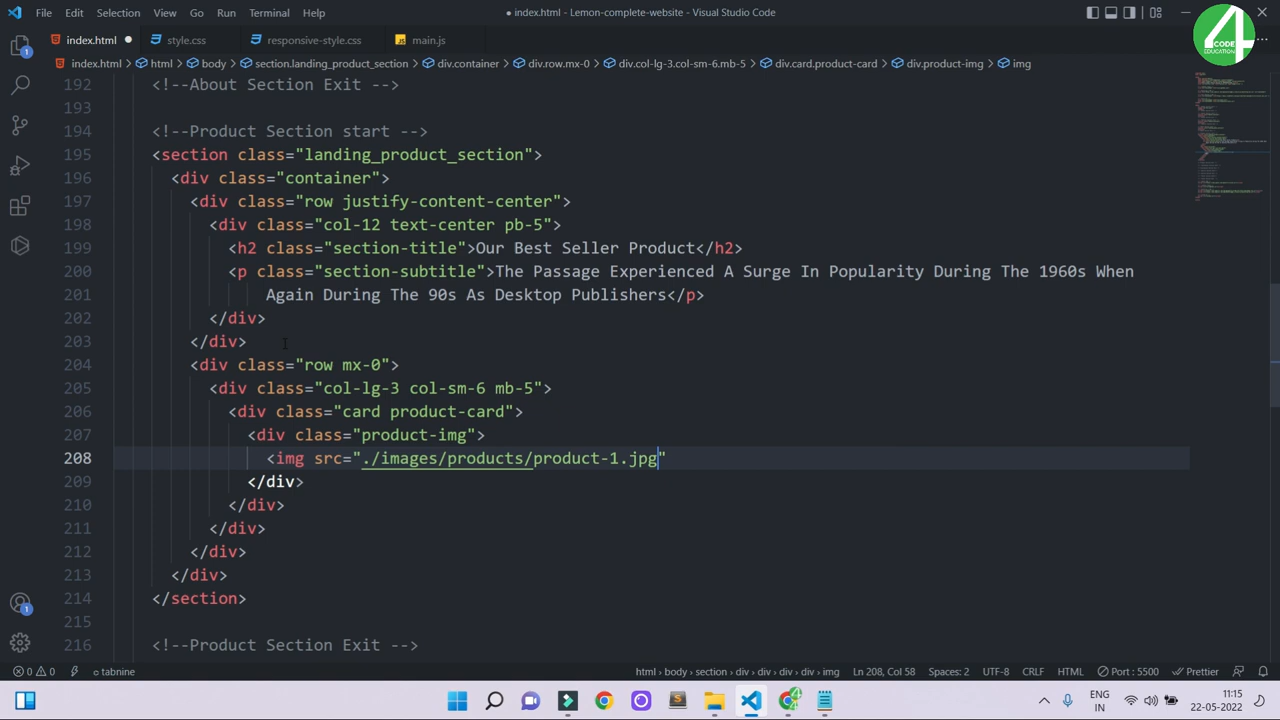 File Edit Selection View Go Run Terminal Help
● index.html - Lemon-complete-website - Visual Studio Code
4
CODE
EDUCATION
index.html ● style.css responsive-style.css main.js
index.html > html > body > section.landing_product_section > div.container > div.row.mx-0 > div.col-lg-3.col-sm-6.mb-5 > div.card.product-card > div.product-img > img
192 <!--About Section Exit -->
193
194 <!--Product Section start -->
195 <section class="landing_product_section">
196 <div class="container">
197 <div class="row justify-content-center">
198 <div class="col-12 text-center pb-5">
199 <h2 class="section-title">Our Best Seller Product</h2>
200 <p class="section-subtitle">The Passage Experienced A Surge In Popularity During The 1960s When
201 Again During The 90s As Desktop Publishers</p>
202 </div>
203 </div>
204 <div class="row mx-0">
205 <div class="col-lg-3 col-sm-6 mb-5">
206 <div class="card product-card">
207 <div class="product-img">
208 <img src="./images/products/product-1.jpg"
209 </div>
210 </div>
211 </div>
212 </div>
213 </div>
214 </section>
215
216 <!--Product Section Exit -->
1
1
0 0 tabnine html › body › section › div › div › div › div › img Ln 208, Col 58 Spaces: 2 UTF-8 CRLF HTML Port : 5500 Prettier
ENG
IN
11:15
22-05-2022